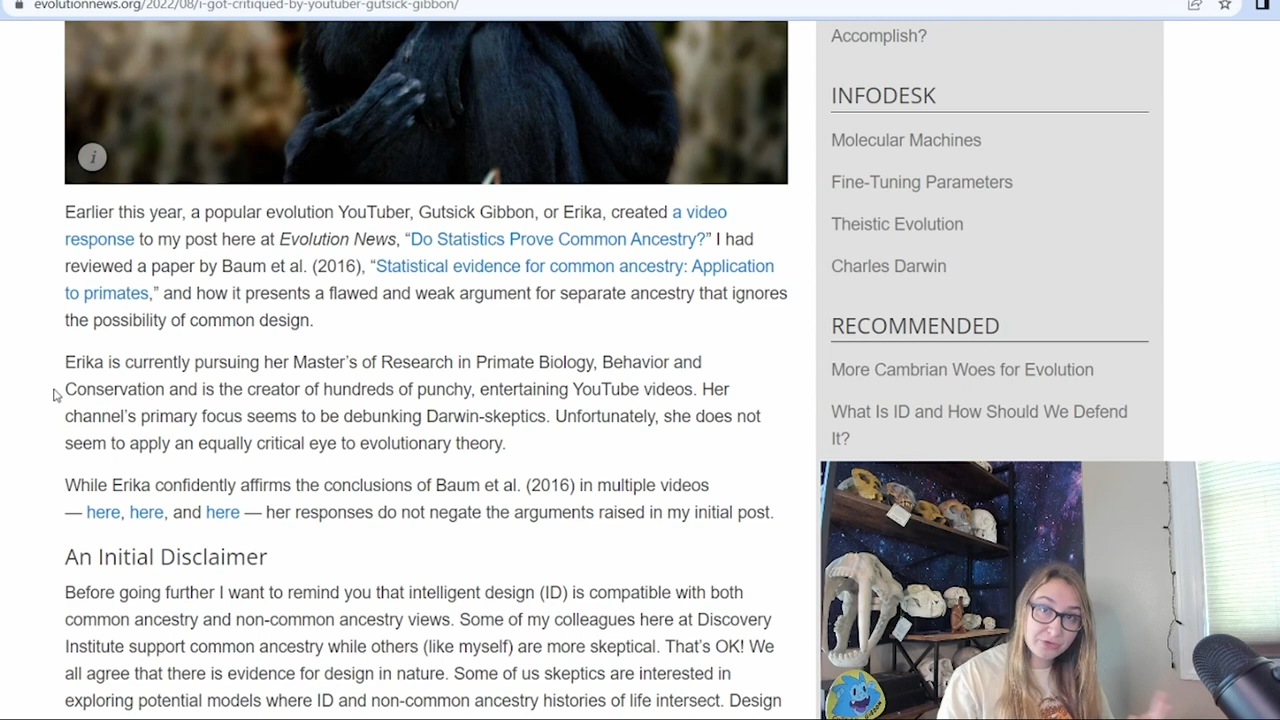 evolutionnews.org/2022/08/i-got-critiqued-by-youtuber-gutsick-gibbon/
i
Earlier this year, a popular evolution YouTuber, Gutsick Gibbon, or Erika, created a video
response to my post here at Evolution News, “Do Statistics Prove Common Ancestry?” I had
reviewed a paper by Baum et al. (2016), “Statistical evidence for common ancestry: Application
to primates,” and how it presents a flawed and weak argument for separate ancestry that ignores
the possibility of common design.
Erika is currently pursuing her Master’s of Research in Primate Biology, Behavior and
Conservation and is the creator of hundreds of punchy, entertaining YouTube videos. Her
channel’s primary focus seems to be debunking Darwin-skeptics. Unfortunately, she does not
seem to apply an equally critical eye to evolutionary theory.
While Erika confidently affirms the conclusions of Baum et al. (2016) in multiple videos
— here, here, and here — her responses do not negate the arguments raised in my initial post.
An Initial Disclaimer
Before going further I want to remind you that intelligent design (ID) is compatible with both
common ancestry and non-common ancestry views. Some of my colleagues here at Discovery
Institute support common ancestry while others (like myself) are more skeptical. That’s OK! We
all agree that there is evidence for design in nature. Some of us skeptics are interested in
exploring potential models where ID and non-common ancestry histories of life intersect. Design
Accomplish?
INFODESK
Molecular Machines
Fine-Tuning Parameters
Theistic Evolution
Charles Darwin
RECOMMENDED
More Cambrian Woes for Evolution
What Is ID and How Should We Defend
It?